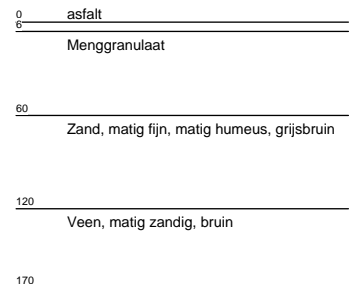 0 asfalt
6
Menggranulaat
60
Zand, matig fijn, matig humeus, grijsbruin
120
Veen, matig zandig, bruin
170